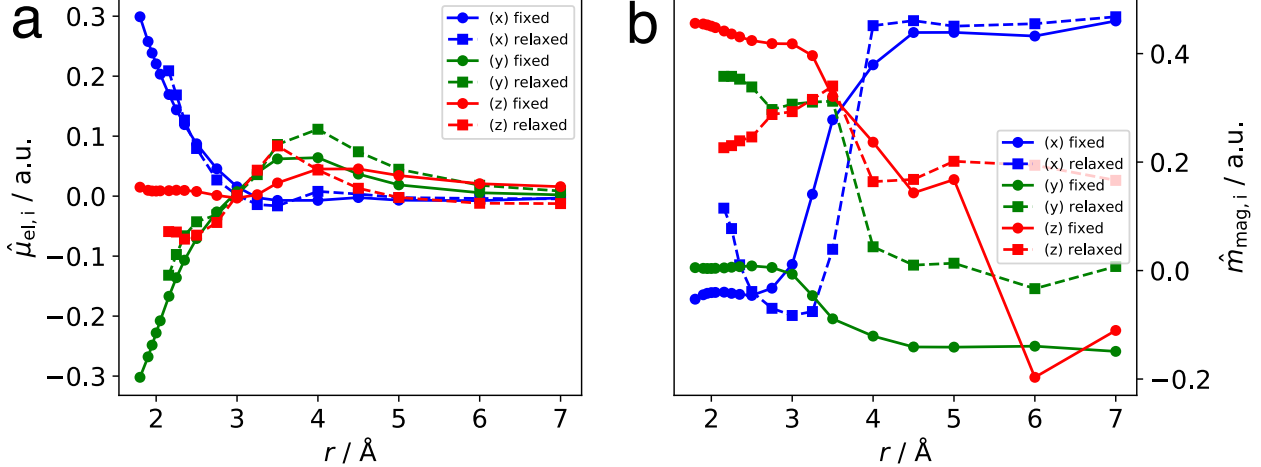 a
0.3
0.2
0.1
0.0
−0.1
−0.2
−0.3
μ̂el,i / a.u.
2 3 4 5 6 7
r / Å
(x) fixed
(x) relaxed
(y) fixed
(y) relaxed
(z) fixed
(z) relaxed
b
(x) fixed
(x) relaxed
(y) fixed
(y) relaxed
(z) fixed
(z) relaxed
0.4
0.2
0.0
−0.2
m̂mag,i / a.u.
2 3 4 5 6 7
r / Å